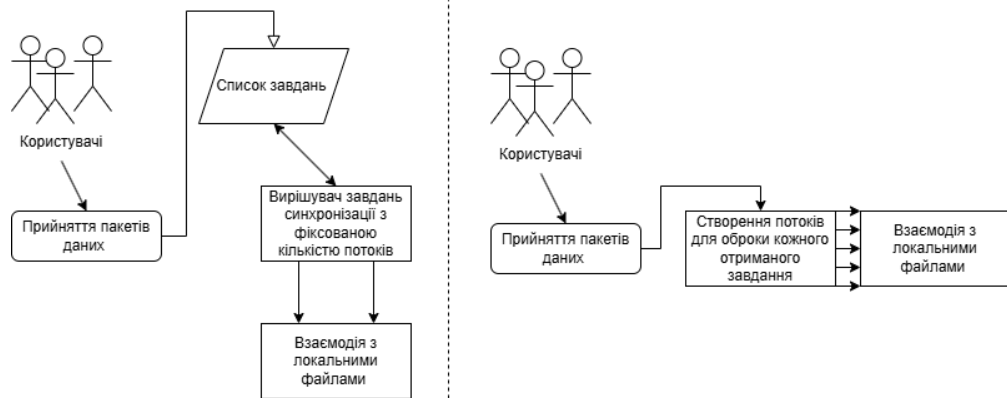 Список завдань
Користувачі
Прийняття пакетів
даних
Вирішувач завдань
синхронізації з
фіксованою
кількістю потоків
Взаємодія з
локальними
файлами
Користувачі
Прийняття пакетів
даних
Створення потоків
для оброки кожного
отриманого
завдання
Взаємодія з
локальними
файлами